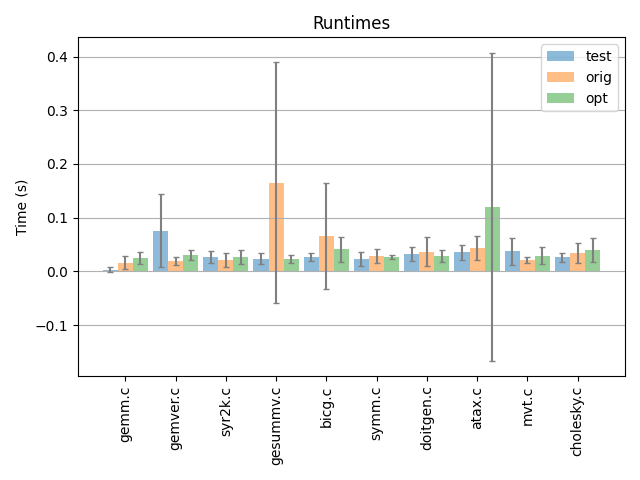 Runtimes
test
orig
opt
Time (s)
0.4
0.3
0.2
0.1
0.0
−0.1
gemm.c
gemver.c
syr2k.c
gesummv.c
bicg.c
symm.c
doitgen.c
atax.c
mvt.c
cholesky.c